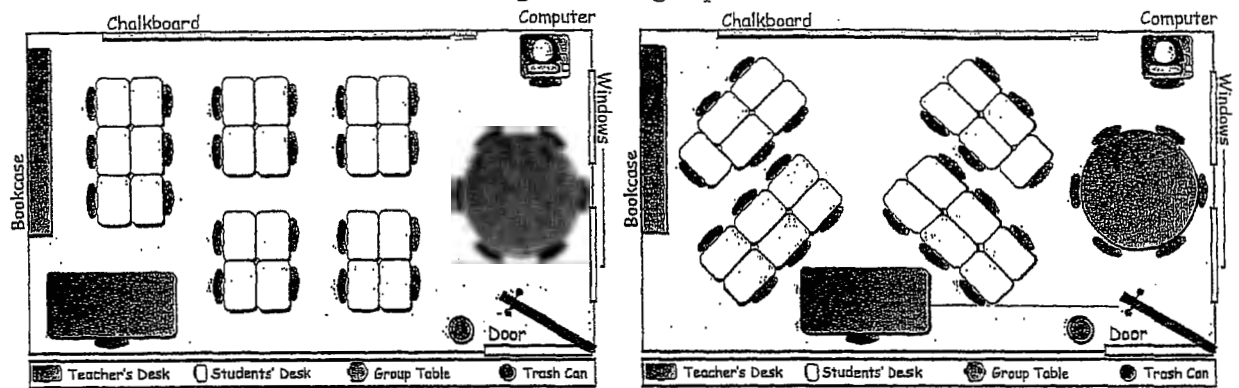 Chalkboard
Computer
Bookcase
Windows
Door
Teacher's Desk
Students' Desk
Group Table
Trash Can
Chalkboard
Computer
Bookcase
Windows
Door
Teacher's Desk
Students' Desk
Group Table
Trash Can